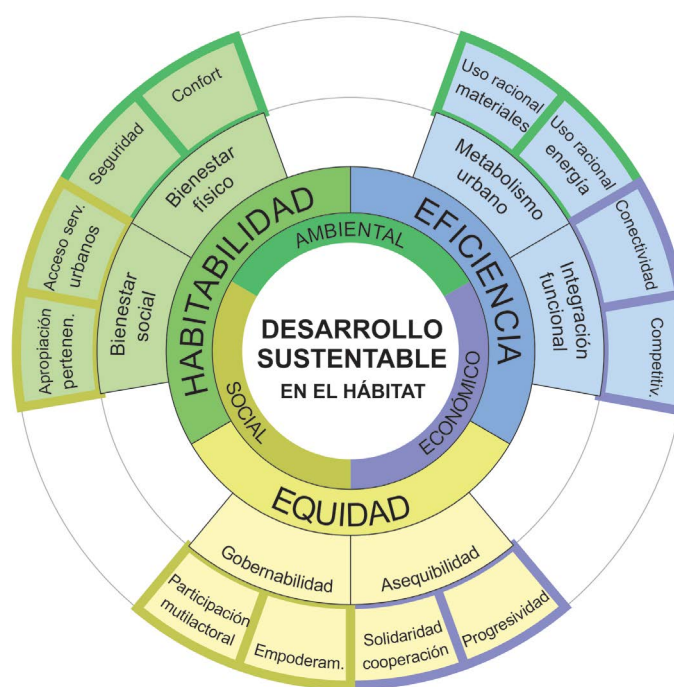 DESARROLLO
SUSTENTABLE
EN EL HÁBITAT
AMBIENTAL
ECONÓMICO
SOCIAL
HABITABILIDAD
Bienestar
físico
Confort
Seguridad
Bienestar
social
Acceso serv.
urbanos
Apropiación
pertenen.
EFICIENCIA
Metabolismo
urbano
Uso racional
materiales
Uso racional
energía
Integración
funcional
Conectividad
Competitiv.
EQUIDAD
Gobernabilidad
Participación
mutilactoral
Empoderam.
Asequibilidad
Solidaridad
cooperación
Progresividad